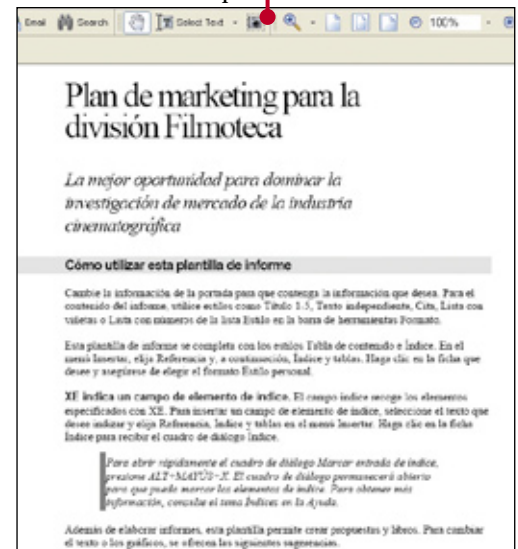 Email Search Select Text 100%
Plan de marketing para la
división Filmoteca
La mejor oportunidad para dominar la
investigación de mercado de la industria
cinematográfica
Cómo utilizar esta plantilla de informe
Cambie la información de la portada para que contenga la información que desea. Para el
contenido del informe, utilice estilos como Título 1-5, Texto independiente, Cita, Lista con
viñetas o Lista con números de la lista Estilo en la barra de herramientas Formato.
Esta plantilla de informe se completa con los estilos Tabla de contenido e Índice. En el
menú Insertar, elija Referencia y, a continuación, Índice y tablas. Haga clic en la ficha que
desee y asegúrese de elegir el formato Estilo personal.
XE indica un campo de elemento de índice. El campo índice recoge los elementos
especificados con XE. Para insertar un campo de elemento de índice, seleccione el texto que
desee indizar y elija Referencia, Índice y tablas en el menú Insertar. Haga clic en la ficha
Índice para recibir el cuadro de diálogo Índice.
Para abrir rápidamente el cuadro de diálogo Marcar entrada de índice,
presione ALT+MAYÚS+X. El cuadro de diálogo permanecerá abierto
para que pueda marcar los elementos de índice. Para obtener más
información, consulte el tema Índices en la Ayuda.
Además de elaborar informes, esta plantilla permite crear propuestas y libros. Para cambiar
el texto o los gráficos, se ofrecen las siguientes sugerencias.